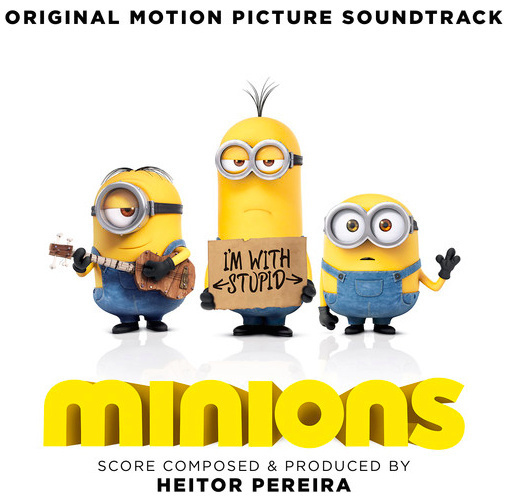 ORIGINAL MOTION PICTURE SOUNDTRACK
I'M WITH
STUPID
minions
SCORE COMPOSED & PRODUCED BY
HEITOR PEREIRA